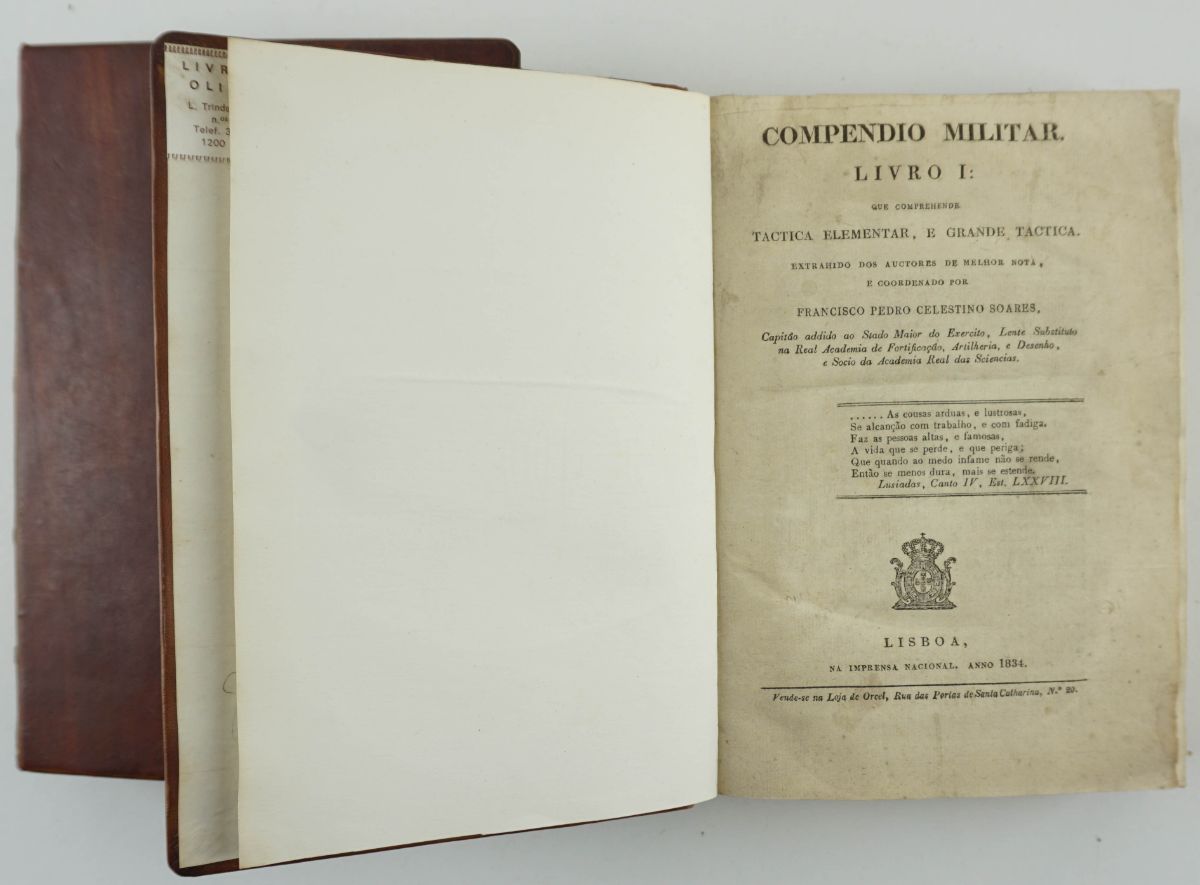 L. 
n.os
Telef. 3
1200
COMPENDIO MILITAR.
LIVRO I:
QUE COMPREHENDE
TACTICA ELEMENTAR, E GRANDE TACTICA.
EXTRAHIDO DOS AUCTORES DE MELHOR NOTA,
E COORDENADO POR
FRANCISCO PEDRO CELESTINO SOARES,
Capitão addido ao Stado Maior do Exercito, Lente Substituto
na Real Academia de Fortificação, Artilheria, e Desenho,
e Socio da Academia Real das Sciencias.
...... As cousas arduas, e lustrosas,
Se alcanção com trabalho, e com fadiga.
Faz as pessoas altas, e famosas,
A vida que se perde, e que periga;
Que quando ao medo infame não se rende,
Então se menos dura, mais se estende.
Lusiadas, Canto IV, Est. LXXVIII.
LISBOA,
NA IMPRENSA NACIONAL. ANNO 1834.
Vende-se na Loja de Orcel, Rua das Portas de Santa Catharina, N.º 20.